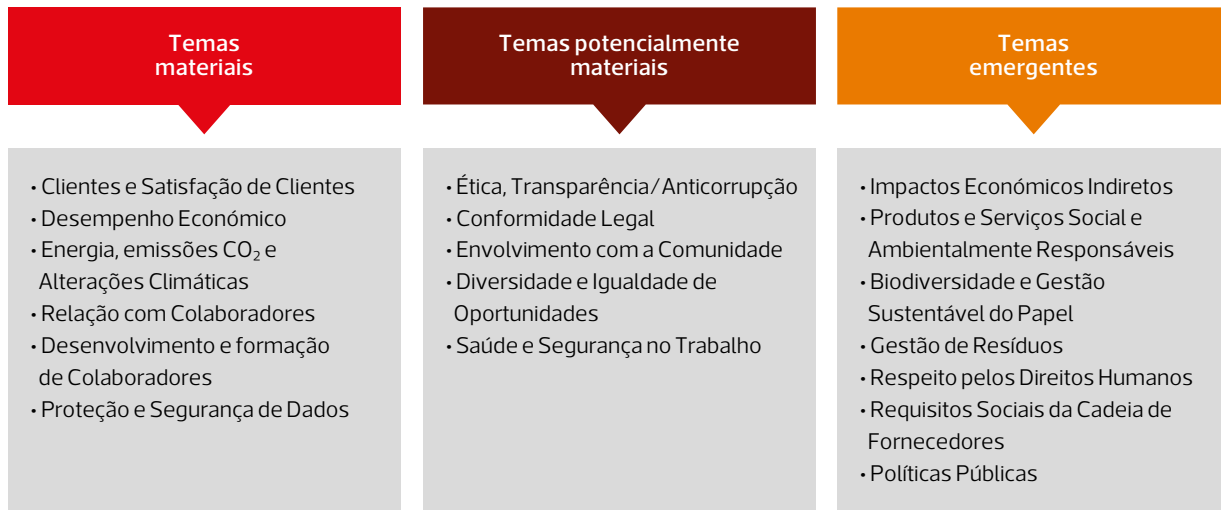 Temas
materiais
• Clientes e Satisfação de Clientes
• Desempenho Económico
• Energia, emissões CO₂ e
Alterações Climáticas
• Relação com Colaboradores
• Desenvolvimento e formação
de Colaboradores
• Proteção e Segurança de Dados
Temas potencialmente
materiais
• Ética, Transparência/Anticorrupção
• Conformidade Legal
• Envolvimento com a Comunidade
• Diversidade e Igualdade de
Oportunidades
• Saúde e Segurança no Trabalho
Temas
emergentes
• Impactos Económicos Indiretos
• Produtos e Serviços Social e
Ambientalmente Responsáveis
• Biodiversidade e Gestão
Sustentável do Papel
• Gestão de Resíduos
• Respeito pelos Direitos Humanos
• Requisitos Sociais da Cadeia de
Fornecedores
• Políticas Públicas